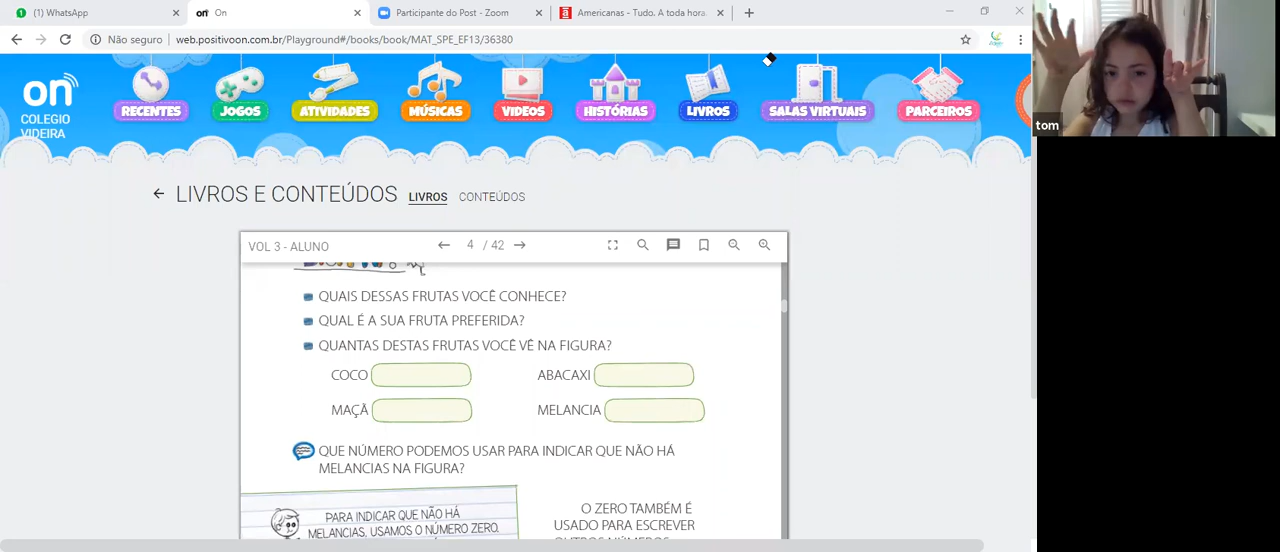 (1) WhatsApp
On
Participante do Post - Zoom
Americanas - Tudo. A toda hora.
Não seguro
web.positivoon.com.br/Playground#/books/book/MAT_SPE_EF13/36380
on
COLEGIO
VIDEIRA
RECENTES
JOGOS
ATIVIDADES
MÚSICAS
VIDEOS
HISTÓRIAS
LIVROS
SALAS VIRTUAIS
PARCEIROS
tom
LIVROS E CONTEÚDOS LIVROS CONTEÚDOS
VOL 3 - ALUNO
4 / 42
QUAIS DESSAS FRUTAS VOCÊ CONHECE?
QUAL É A SUA FRUTA PREFERIDA?
QUANTAS DESTAS FRUTAS VOCÊ VÊ NA FIGURA?
COCO ABACAXI
MAÇÃ MELANCIA
QUE NÚMERO PODEMOS USAR PARA INDICAR QUE NÃO HÁ
MELANCIAS NA FIGURA?
PARA INDICAR QUE NÃO HÁ
MELANCIAS, USAMOS O NÚMERO ZERO.
O ZERO TAMBÉM É
USADO PARA ESCREVER
OUTROS NÚMEROS